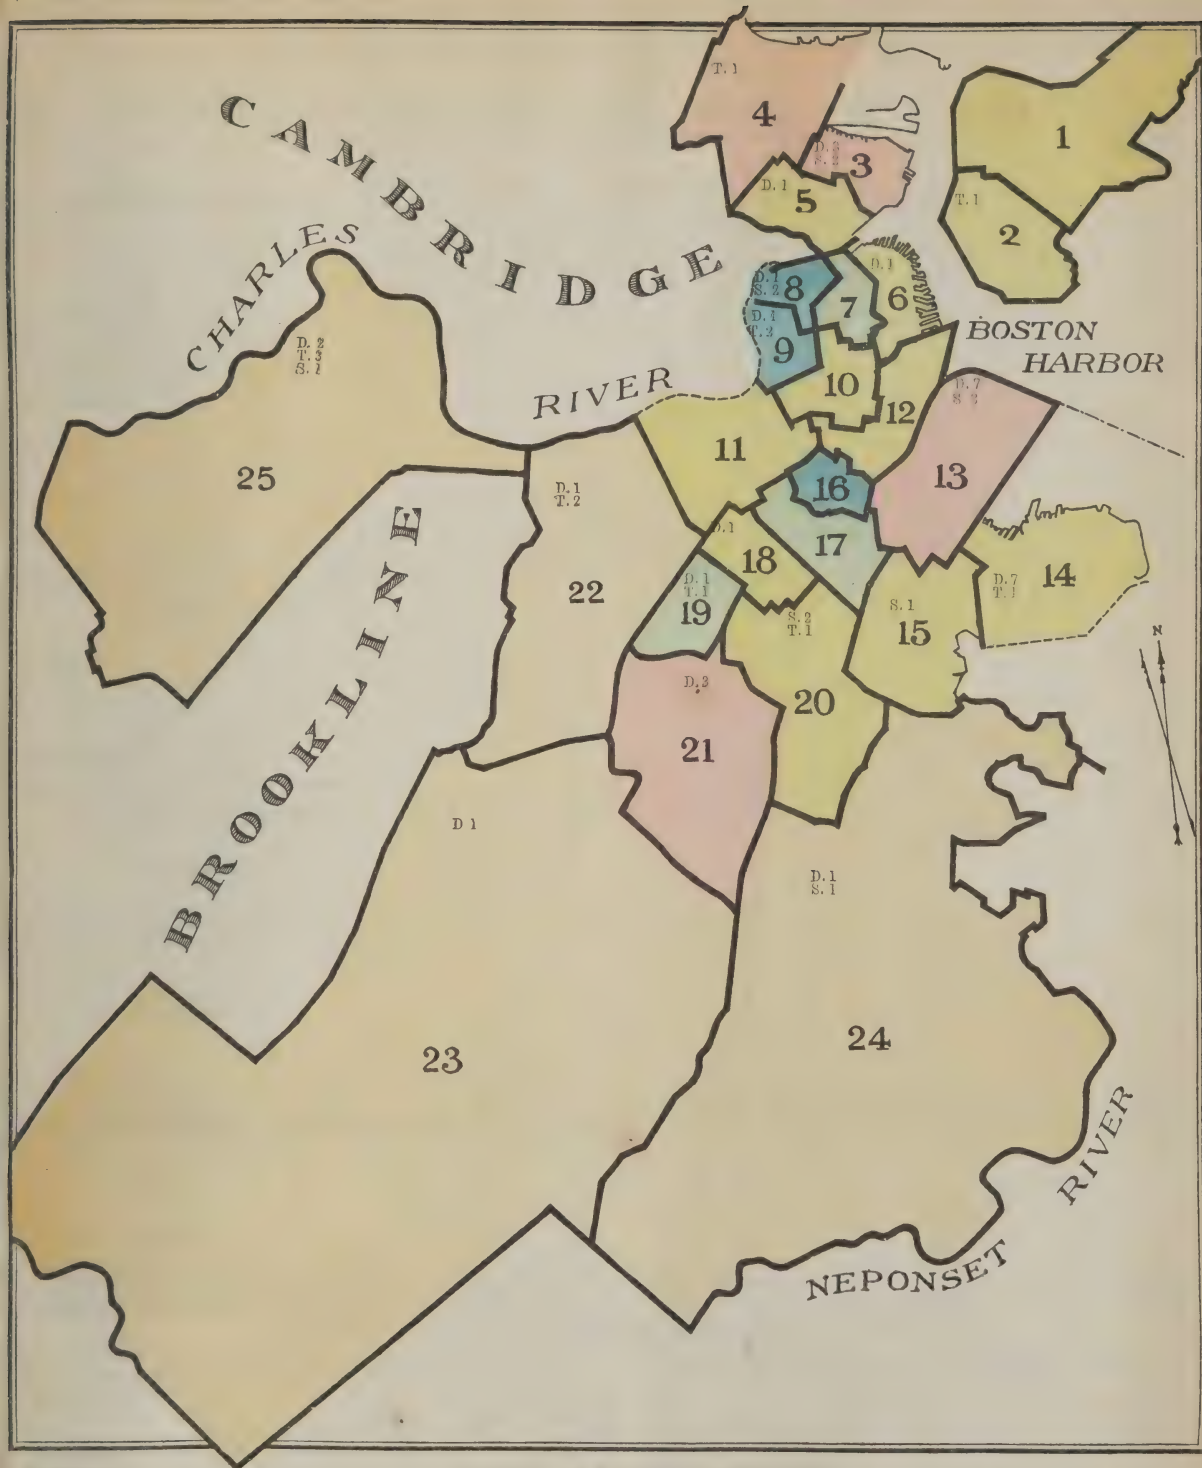 CAMBRIDGE
CHARLES
RIVER
BROOKLINE
BOSTON
HARBOR
NEPONSET
RIVER
N
T. 1
4
D. 2
3
1
T. 1
2
D. 1
5
D. 1
6
7
D. 1
S. 2
8
9
10
12
D. 7
13
11
16
17
D. 1
18
D. 1
T. 1
19
D. 7
T. 1
14
S. 1
15
S. 2
T. 1
20
D. 2
T. 3
S. 1
25
D. 1
T. 2
22
21
D 1
23
D. 1
S. 1
24